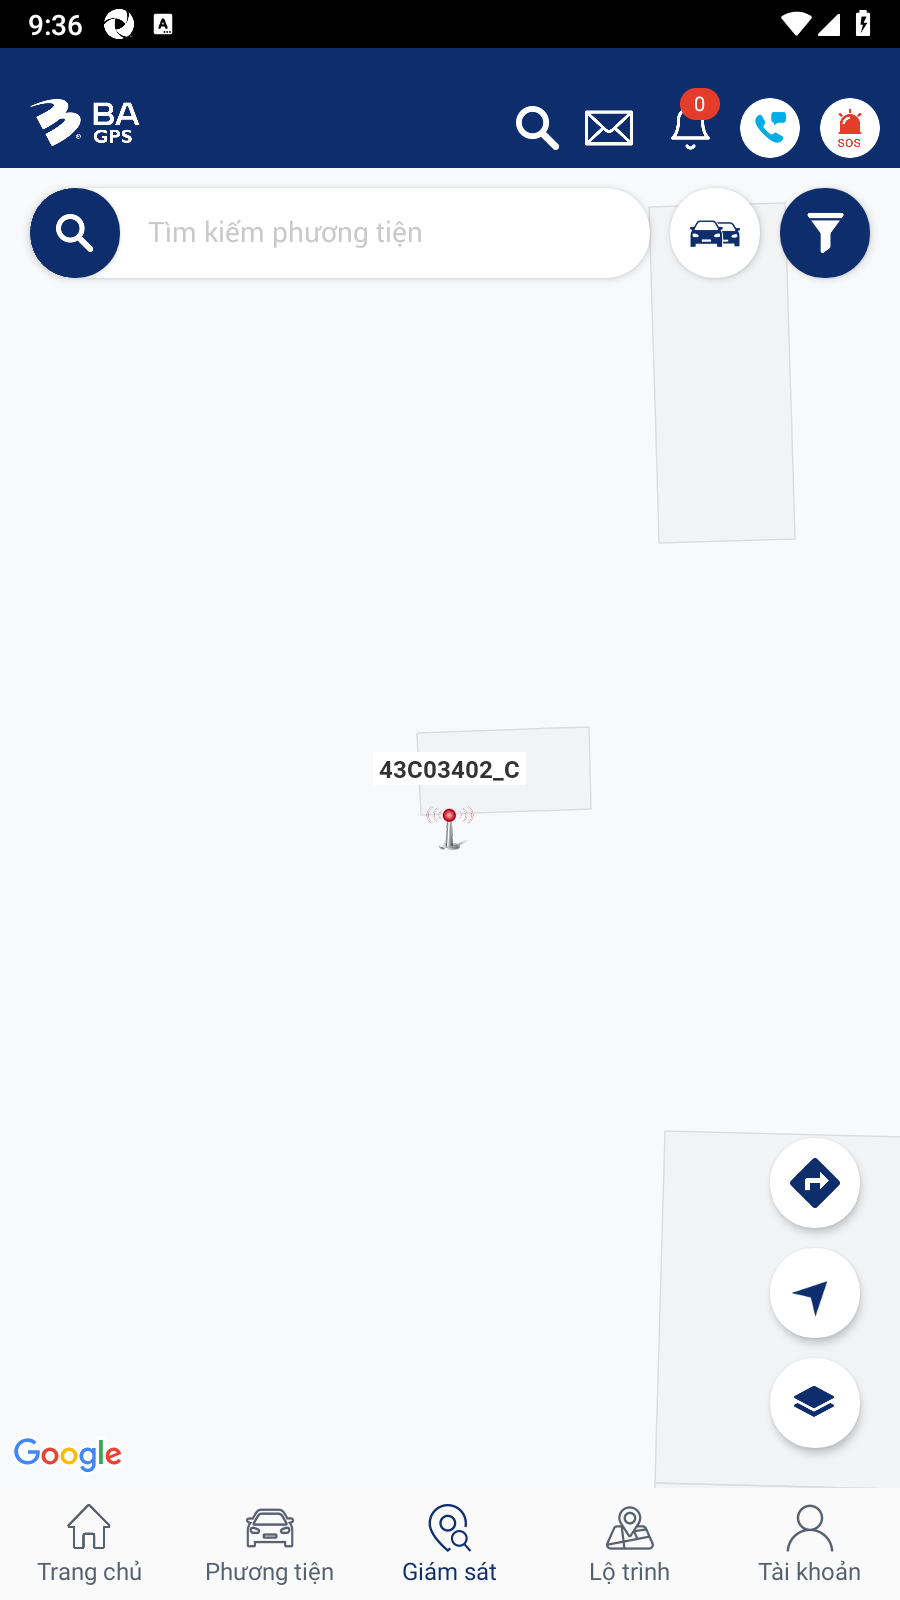 9:36
A
BA
GPS
0
SOS
Tìm kiếm phương tiện
43C03402_C
Google
Trang chủ
Phương tiện
Giám sát
Lộ trình
Tài khoản